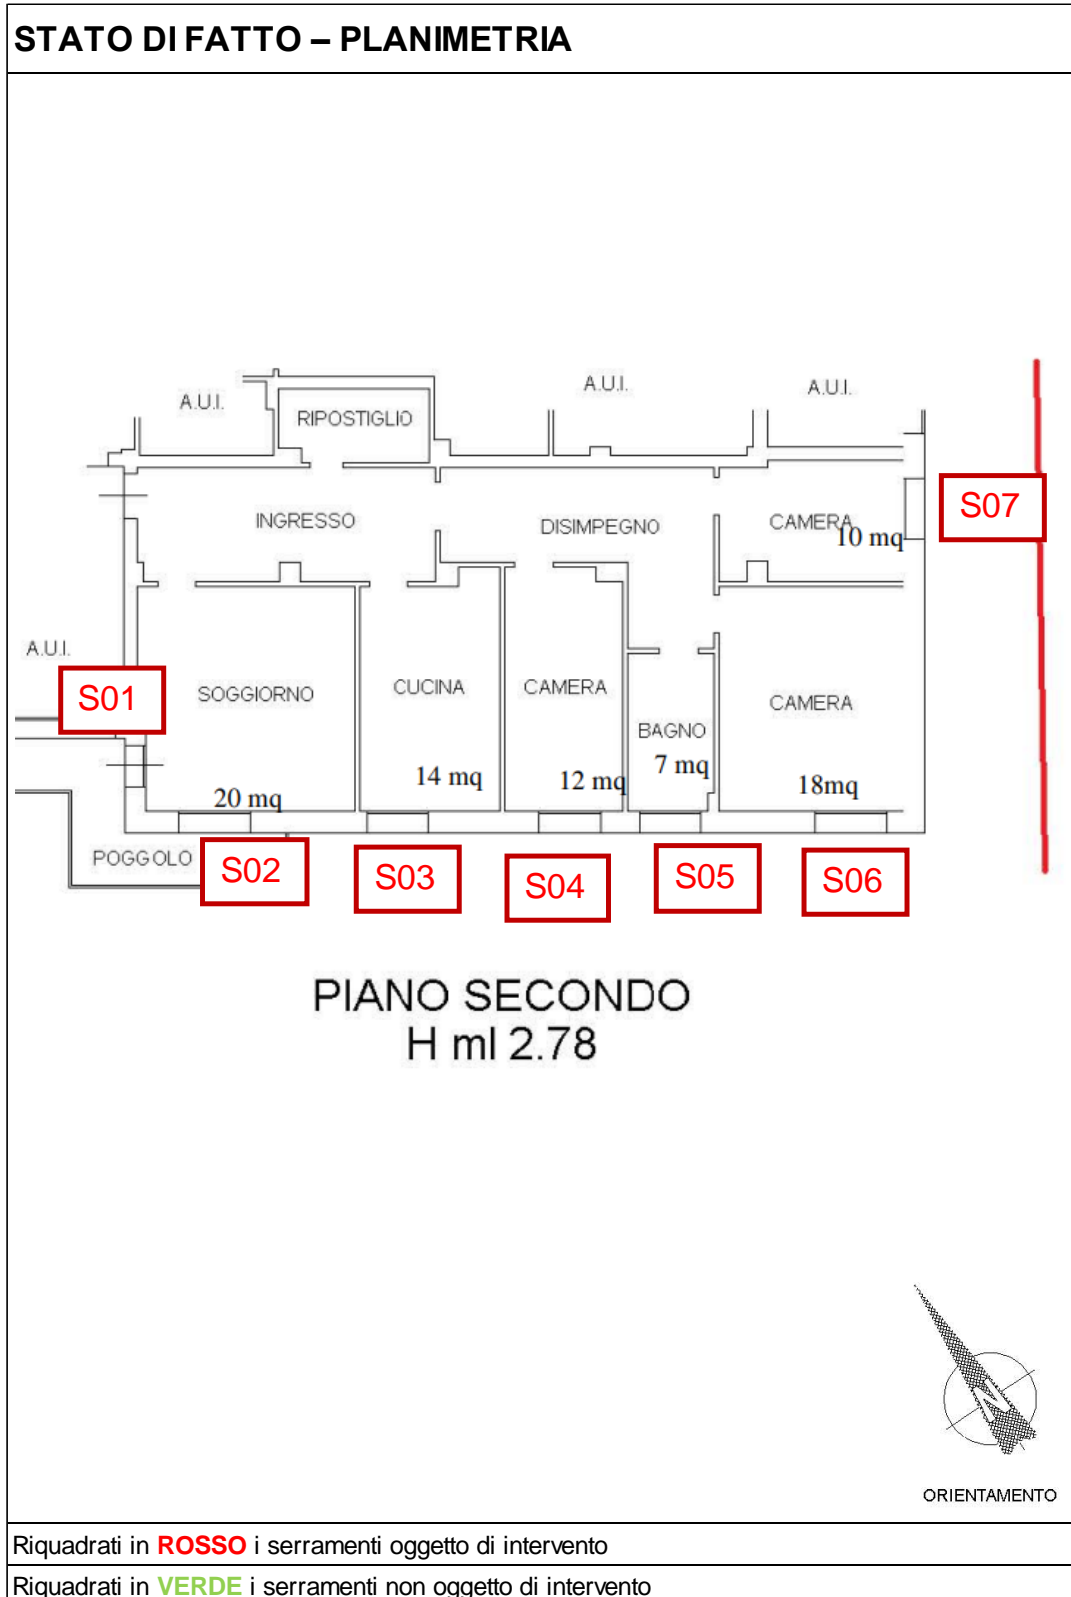 STATO DI FATTO – PLANIMETRIA
A.U.I.
A.U.I.
A.U.I.
RIPOSTIGLIO
S07
INGRESSO
DISIMPEGNO
CAMERA
10 mq
A.U.I.
S01
SOGGIORNO
CUCINA
CAMERA
CAMERA
BAGNO
20 mq
14 mq
12 mq
7 mq
18mq
POGGOLO
S02
S03
S04
S05
S06
PIANO SECONDO
H ml 2.78
N
ORIENTAMENTO
Riquadrati in ROSSO i serramenti oggetto di intervento
Riquadrati in VERDE i serramenti non oggetto di intervento